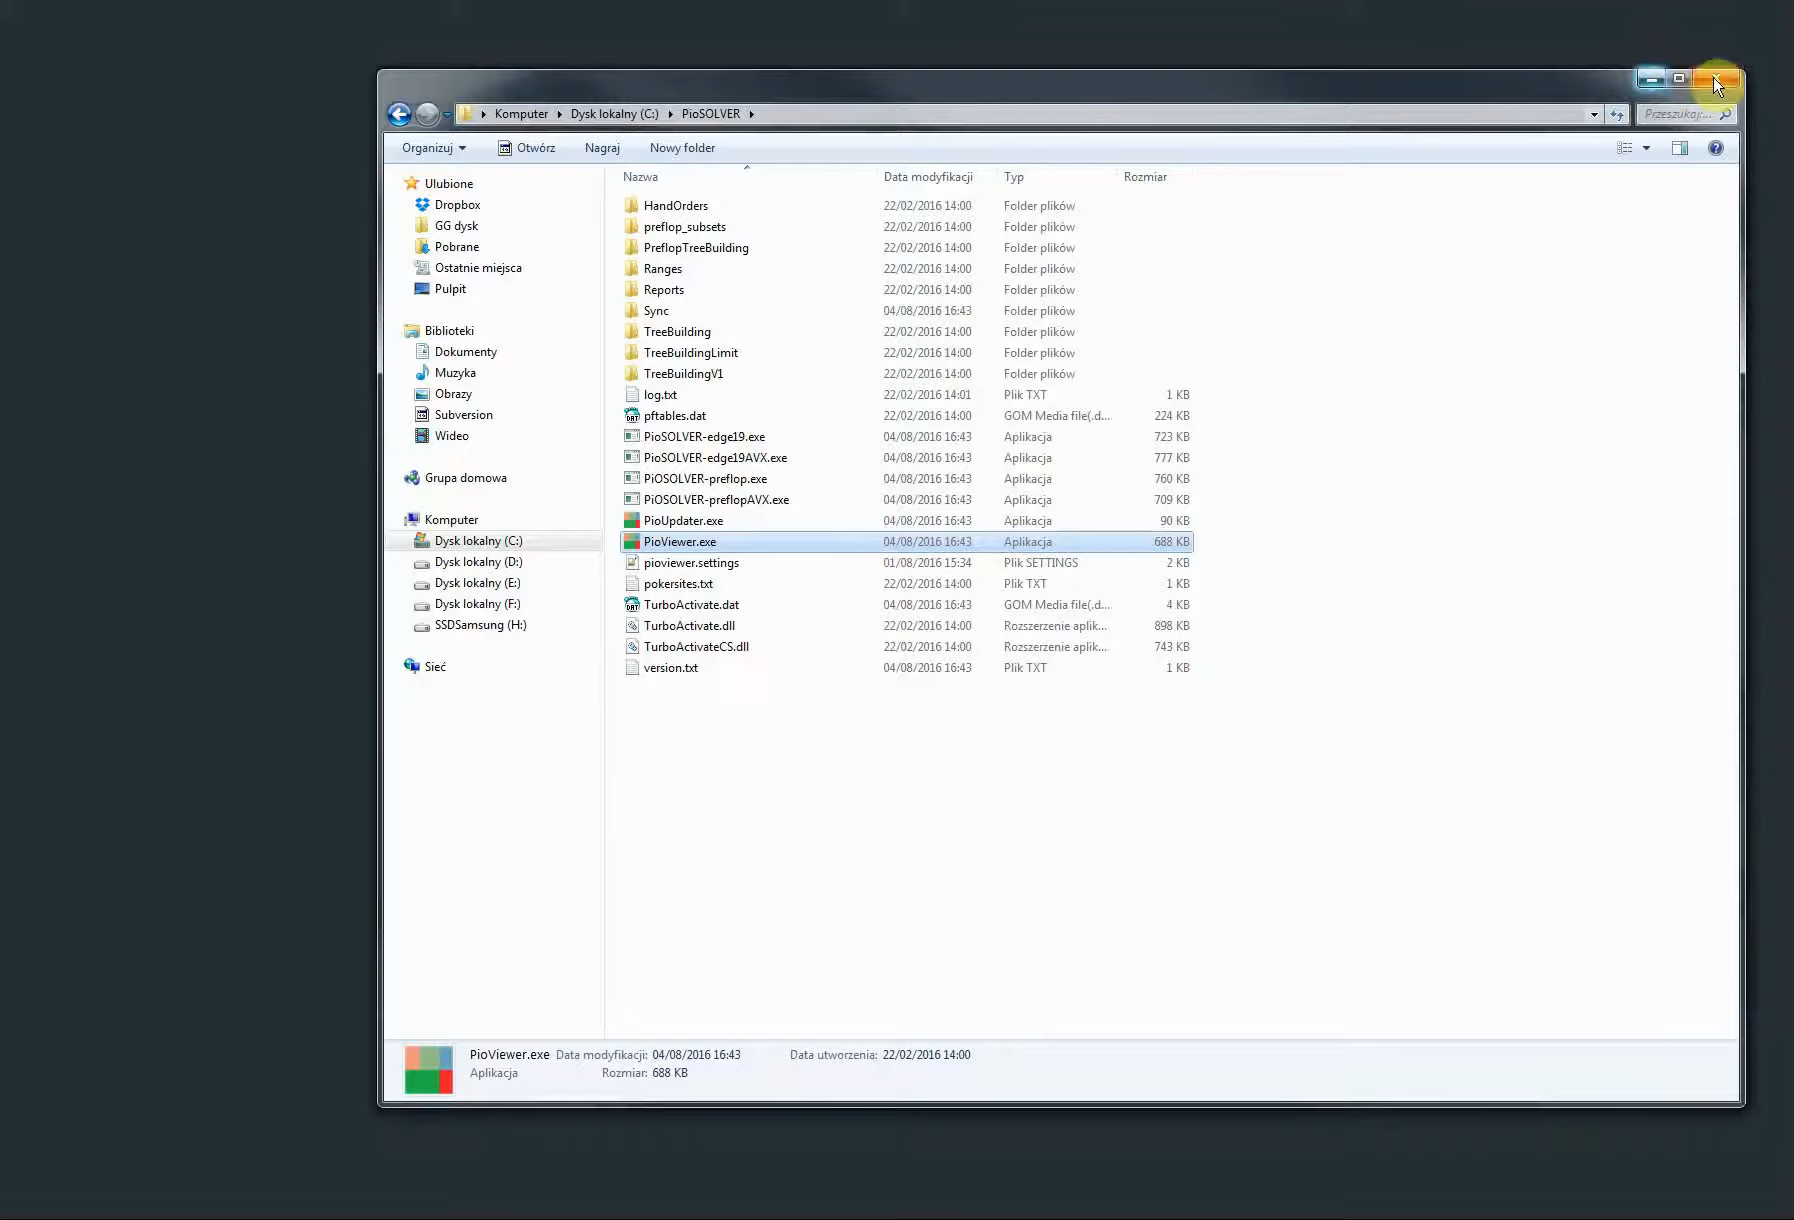 Komputer ▸ Dysk lokalny (C:) ▸ PioSOLVER ▸
Przeszukaj:...
Organizuj Otwórz Nagraj Nowy folder
Nazwa Data modyfikacji Typ Rozmiar
Ulubione
Dropbox
GG dysk
Pobrane
Ostatnie miejsca
Pulpit
Biblioteki
Dokumenty
Muzyka
Obrazy
Subversion
Wideo
Grupa domowa
Komputer
Dysk lokalny (C:)
Dysk lokalny (D:)
Dysk lokalny (E:)
Dysk lokalny (F:)
SSDSamsung (H:)
Sieć
HandOrders 22/02/2016 14:00 Folder plików
preflop_subsets 22/02/2016 14:00 Folder plików
PreflopTreeBuilding 22/02/2016 14:00 Folder plików
Ranges 22/02/2016 14:00 Folder plików
Reports 22/02/2016 14:00 Folder plików
Sync 04/08/2016 16:43 Folder plików
TreeBuilding 22/02/2016 14:00 Folder plików
TreeBuildingLimit 22/02/2016 14:00 Folder plików
TreeBuildingV1 22/02/2016 14:00 Folder plików
log.txt 22/02/2016 14:01 Plik TXT 1 KB
pftables.dat 22/02/2016 14:00 GOM Media file(.d... 224 KB
PioSOLVER-edge19.exe 04/08/2016 16:43 Aplikacja 723 KB
PioSOLVER-edge19AVX.exe 04/08/2016 16:43 Aplikacja 777 KB
PiOSOLVER-preflop.exe 04/08/2016 16:43 Aplikacja 760 KB
PiOSOLVER-preflopAVX.exe 04/08/2016 16:43 Aplikacja 709 KB
PioUpdater.exe 04/08/2016 16:43 Aplikacja 90 KB
PioViewer.exe 04/08/2016 16:43 Aplikacja 688 KB
pioviewer.settings 01/08/2016 15:34 Plik SETTINGS 2 KB
pokersites.txt 22/02/2016 14:00 Plik TXT 1 KB
TurboActivate.dat 04/08/2016 16:43 GOM Media file(.d... 4 KB
TurboActivate.dll 22/02/2016 14:00 Rozszerzenie aplik... 898 KB
TurboActivateCS.dll 22/02/2016 14:00 Rozszerzenie aplik... 743 KB
version.txt 04/08/2016 16:43 Plik TXT 1 KB
PioViewer.exe Data modyfikacji: 04/08/2016 16:43 Data utworzenia: 22/02/2016 14:00
Aplikacja Rozmiar: 688 KB